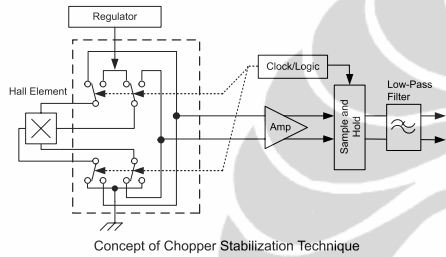 Regulator
Clock/Logic
Hall Element
Amp
Sample and
Hold
Low-Pass
Filter
Concept of Chopper Stabilization Technique